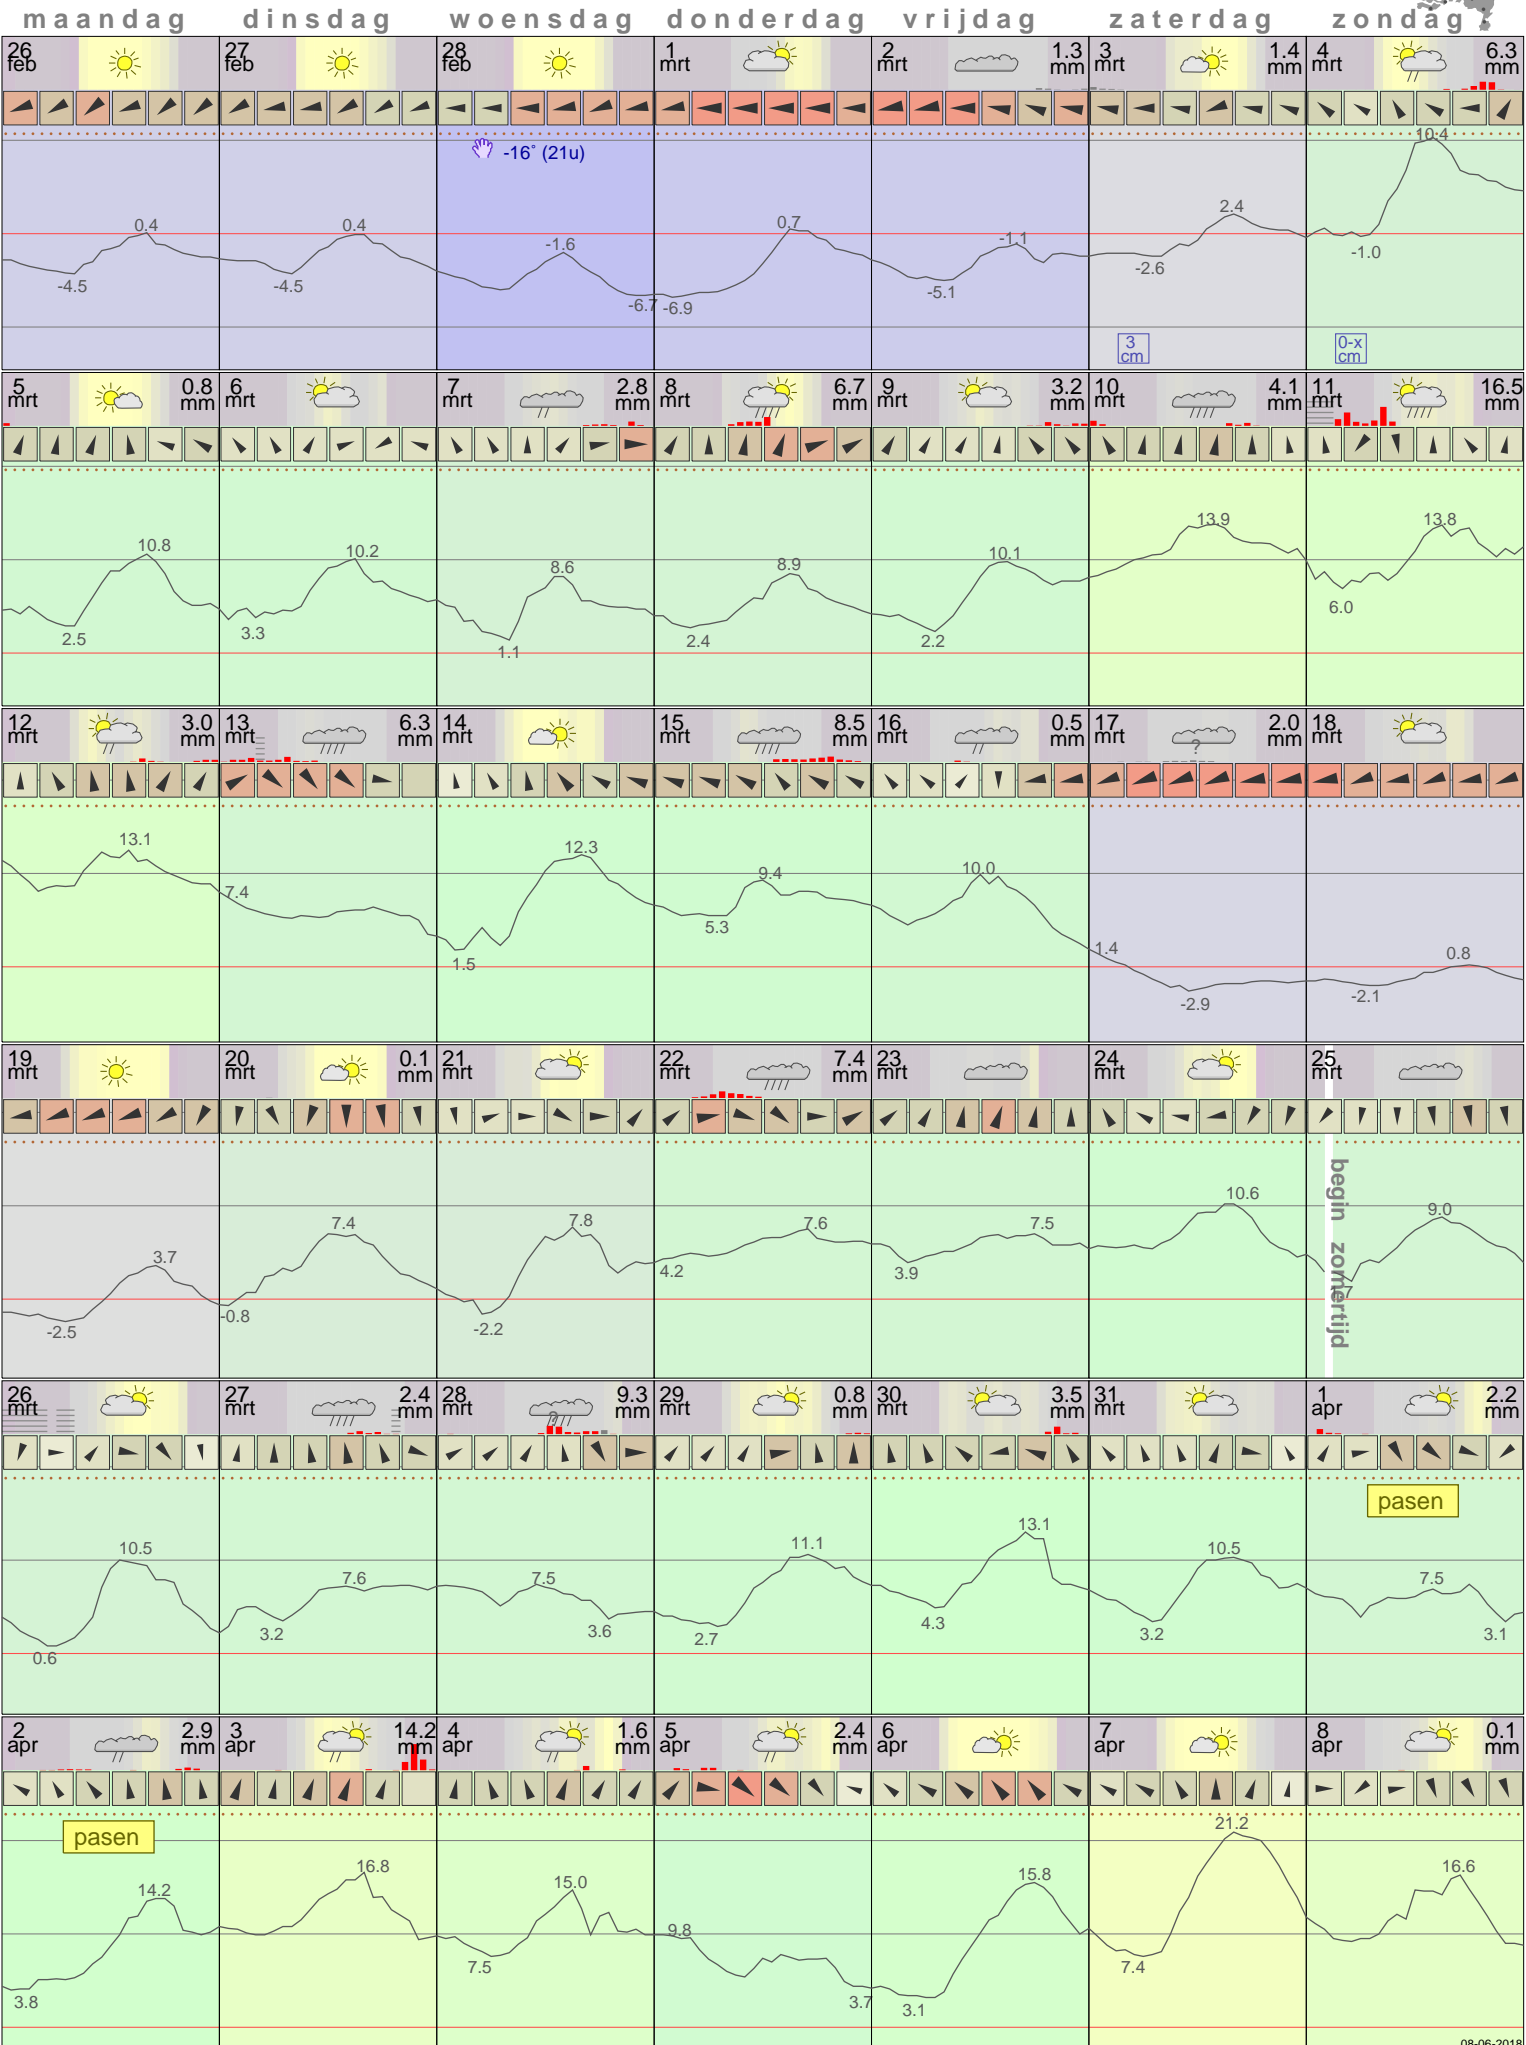 maandag dinsdag woensdag donderdag vrijdag zaterdag zondag
26 27 28 1 2 1.3 3 1.4 4 6.3
feb feb feb mrt mrt mm mrt mm mrt mm
-16° (21u)
0.4 0.4 -1.6 0.7 -1.1 2.4 10.4
-4.5 -4.5 -6.7 -6.9 -5.1 -2.6 -1.0
3 0-x
cm cm
5 0.8 6 7 2.8 8 6.7 9 3.2 10 4.1 11 16.5
mrt mm mrt mrt mm mrt mm mrt mm mrt mm mrt mm
10.8 10.2 8.6 8.9 10.1 13.9 13.8
2.5 3.3 1.1 2.4 2.2 6.0
12 3.0 13 6.3 14 15 8.5 16 0.5 17 2.0 18
mrt mm mrt mm mrt mrt mm mrt mm mrt ? mm mrt
13.1 7.4 12.3 9.4 10.0 1.4 0.8
1.5 5.3 -2.9 -2.1
19 20 0.1 21 22 7.4 23 24 25
mrt mrt mm mrt mrt mm mrt mrt mrt
begin zomertijd
3.7 7.4 7.8 7.6 7.5 10.6 9.0
-2.5 -0.8 -2.2 4.2 3.9
26 27 2.4 28 9.3 29 0.8 30 3.5 31 1 2.2
mrt mrt mm mrt ? mm mrt mm mrt mm mrt apr mm
pasen
10.5 7.6 7.5 11.1 13.1 10.5 7.5
0.6 3.2 3.6 2.7 4.3 3.2 3.1
2 2.9 3 14.2 4 1.6 5 2.4 6 7 8 0.1
apr mm apr mm apr mm apr mm apr apr apr mm
pasen
14.2 16.8 15.0 9.8 15.8 21.2 16.6
3.8 7.5 3.7 3.1 7.4
08-06-2018